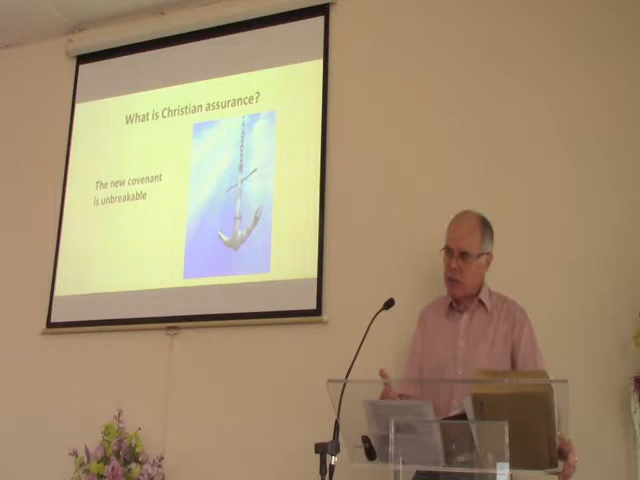 What is Christian assurance?
The new covenant
is unbreakable